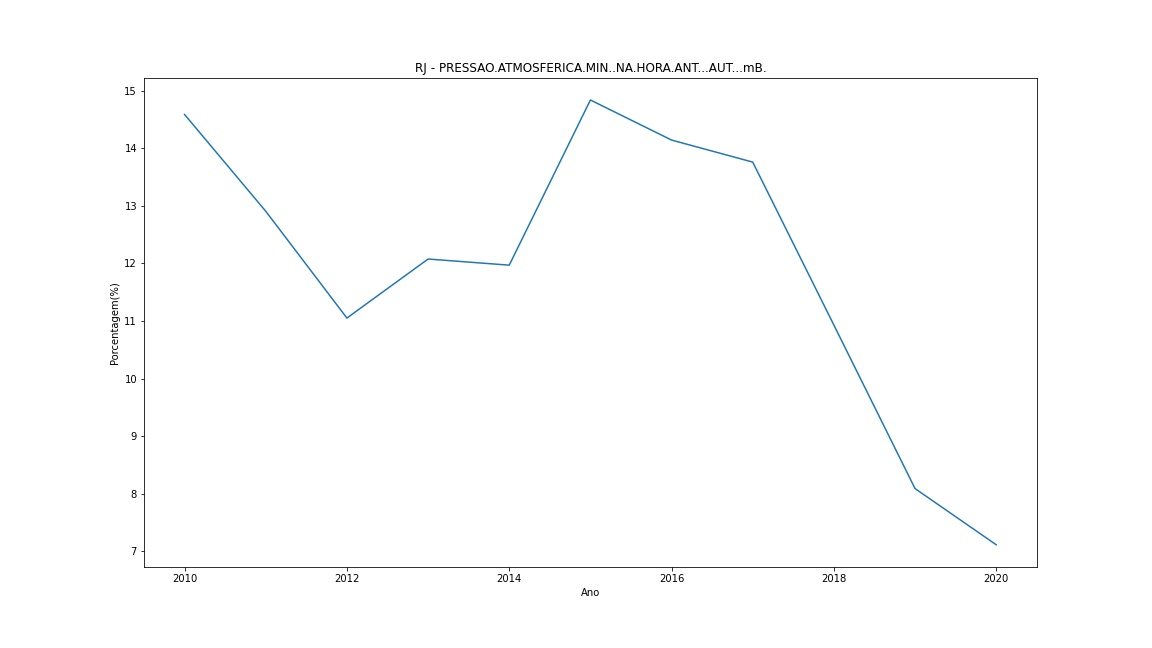 RJ - PRESSAO.ATMOSFERICA.MIN..NA.HORA.ANT...AUT...mB.
15
14
13
12
11
10
9
8
7
Porcentagem(%)
2010 2012 2014 2016 2018 2020
Ano